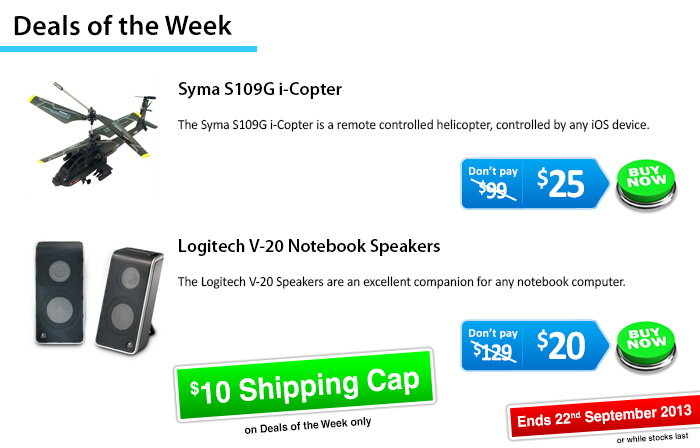 Deals of the Week
Syma S109G i-Copter
The Syma S109G i-Copter is a remote controlled helicopter, controlled by any iOS device.
Don't pay
$99
$25
BUY
NOW
Logitech V-20 Notebook Speakers
The Logitech V-20 Speakers are an excellent companion for any notebook computer.
Don't pay
$129
$20
BUY
NOW
$10 Shipping Cap
on Deals of the Week only
Ends 22nd September 2013
or while stocks last